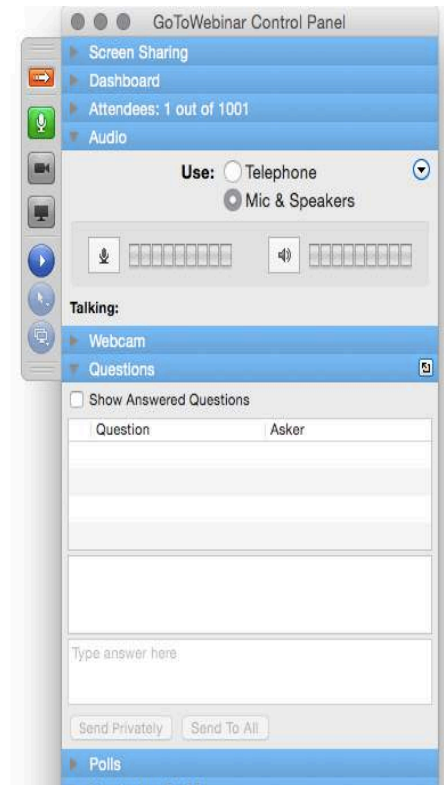 GoToWebinar Control Panel
Screen Sharing
Dashboard
Attendees: 1 out of 1001
Audio
Use: Telephone
Mic & Speakers
Talking:
Webcam
Questions
Show Answered Questions
Question Asker
Type answer here
Send Privately Send To All
Polls